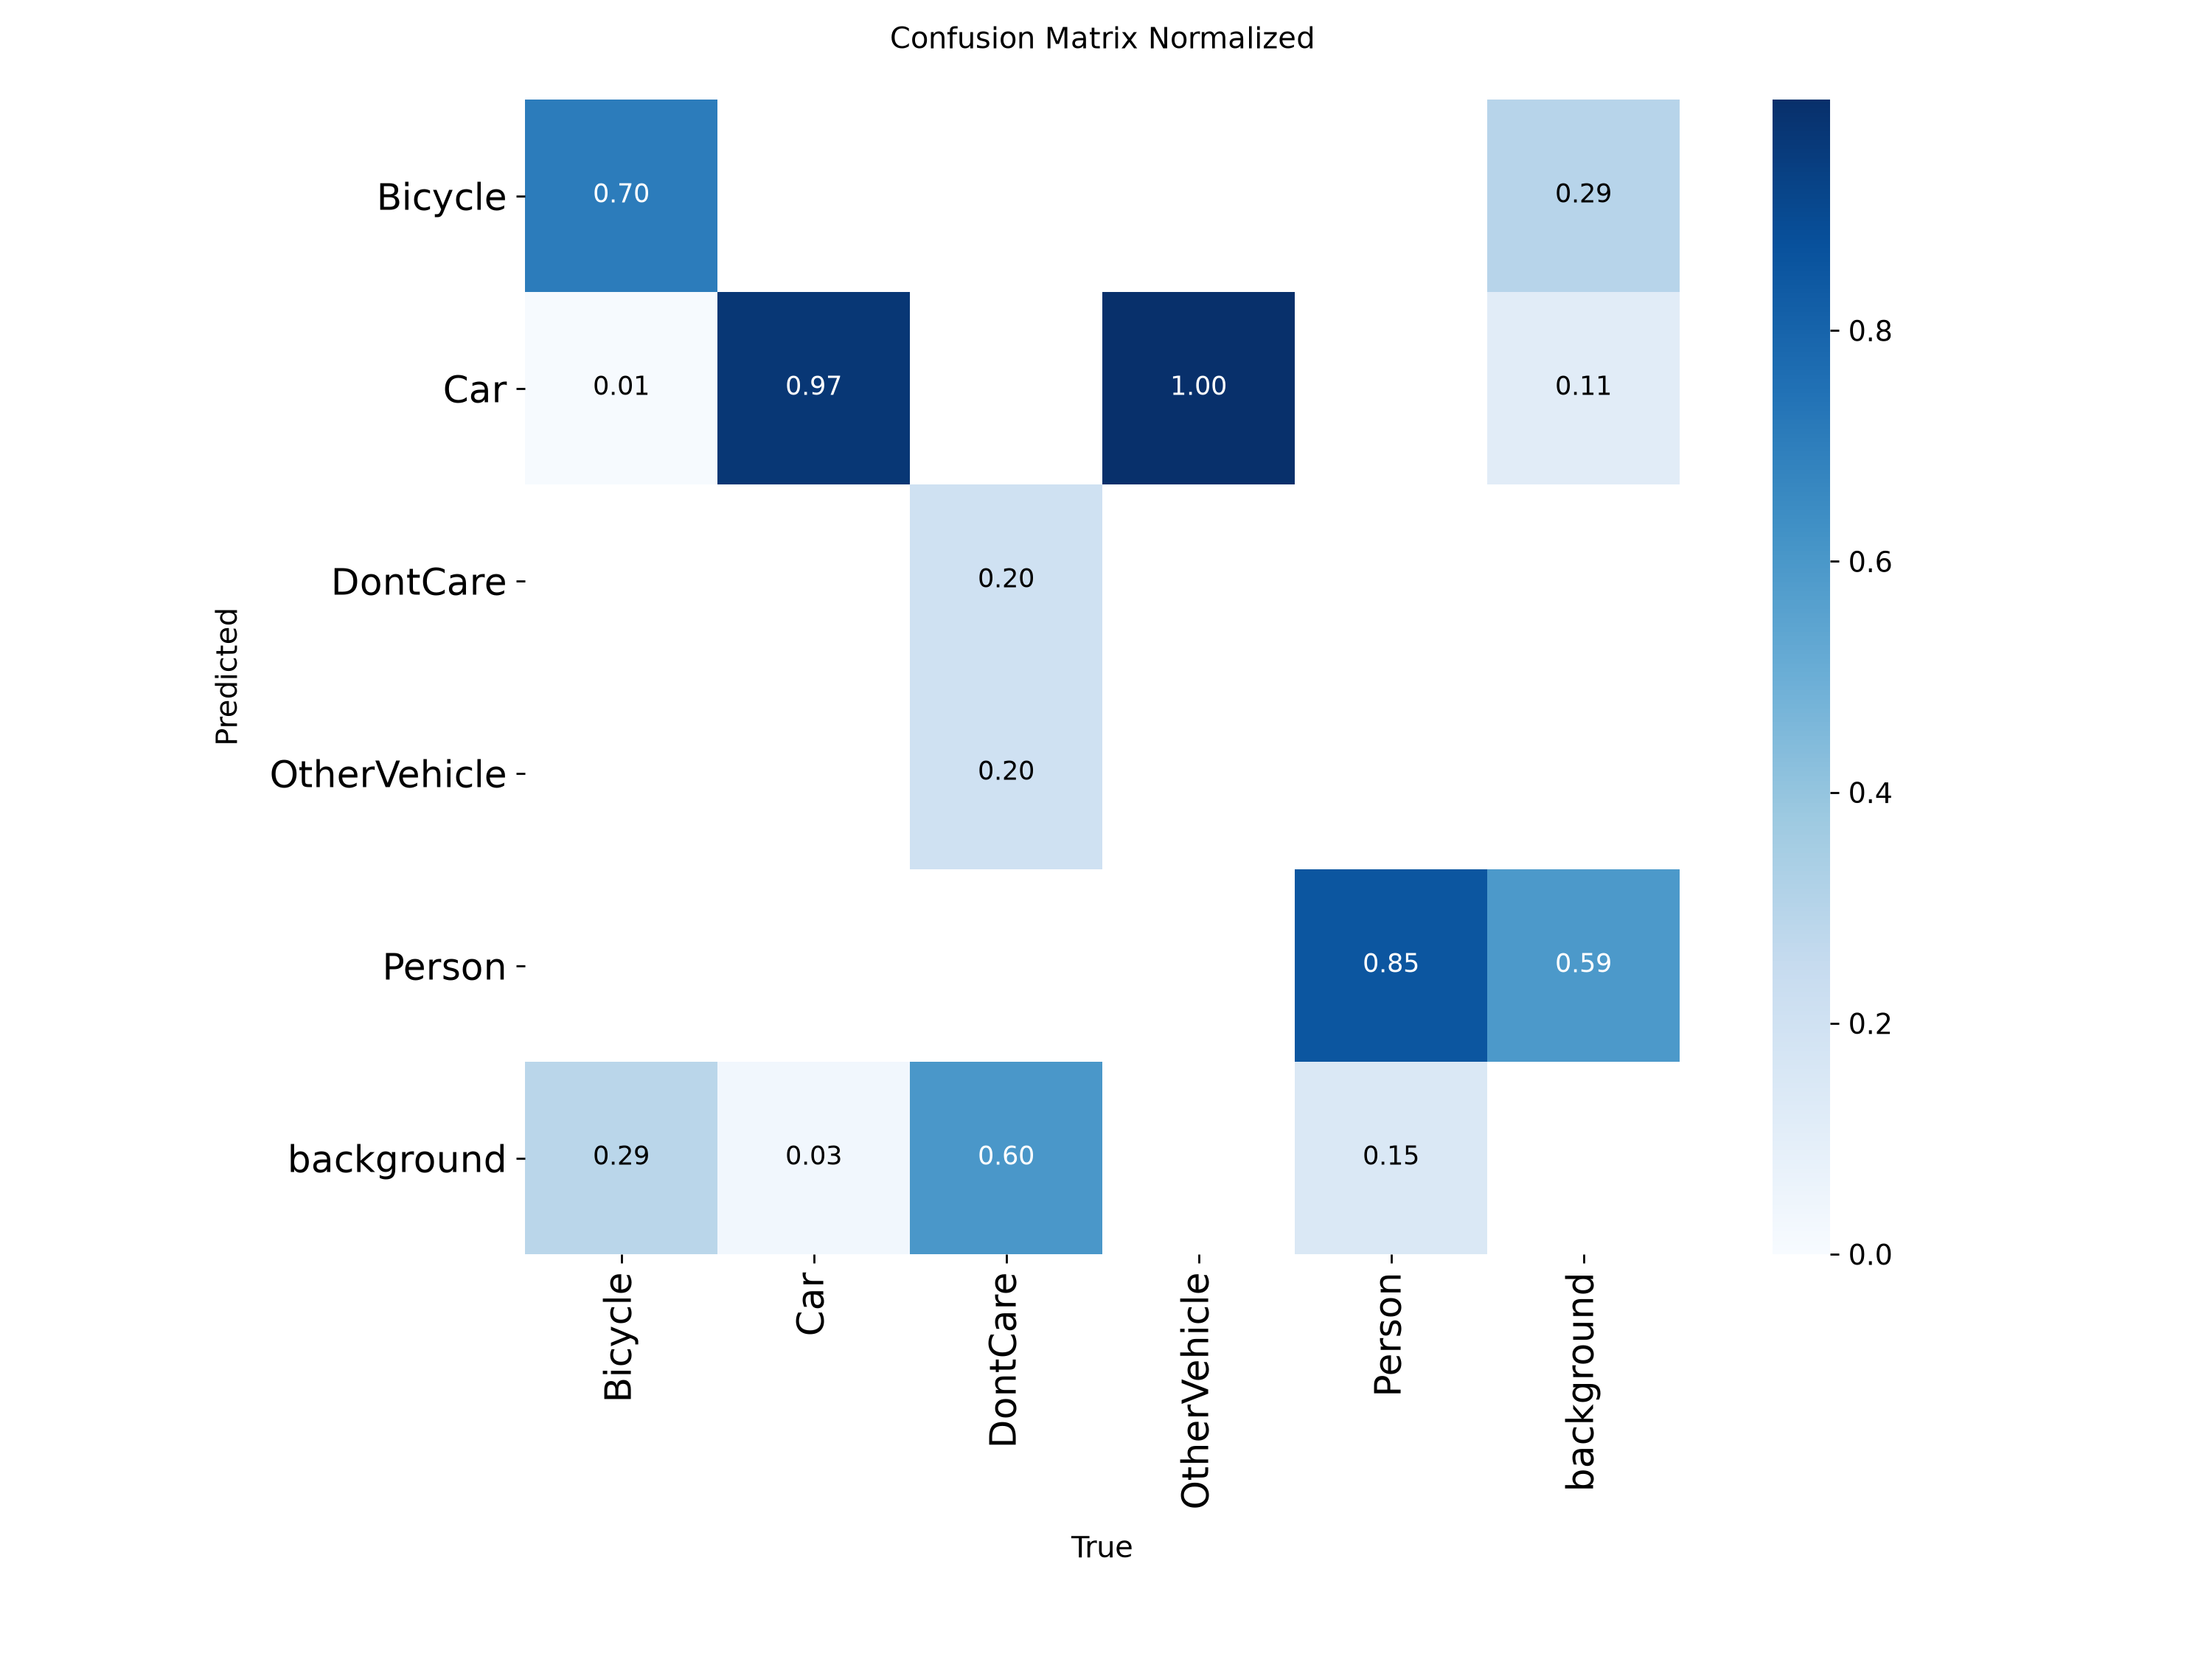 Confusion Matrix Normalized
Bicycle
0.70
0.29
Car
0.01
0.97
1.00
0.11
DontCare
0.20
OtherVehicle
0.20
Person
0.85
0.59
background
0.29
0.03
0.60
0.15
Predicted
Bicycle
Car
DontCare
OtherVehicle
Person
background
True
0.8
0.6
0.4
0.2
0.0